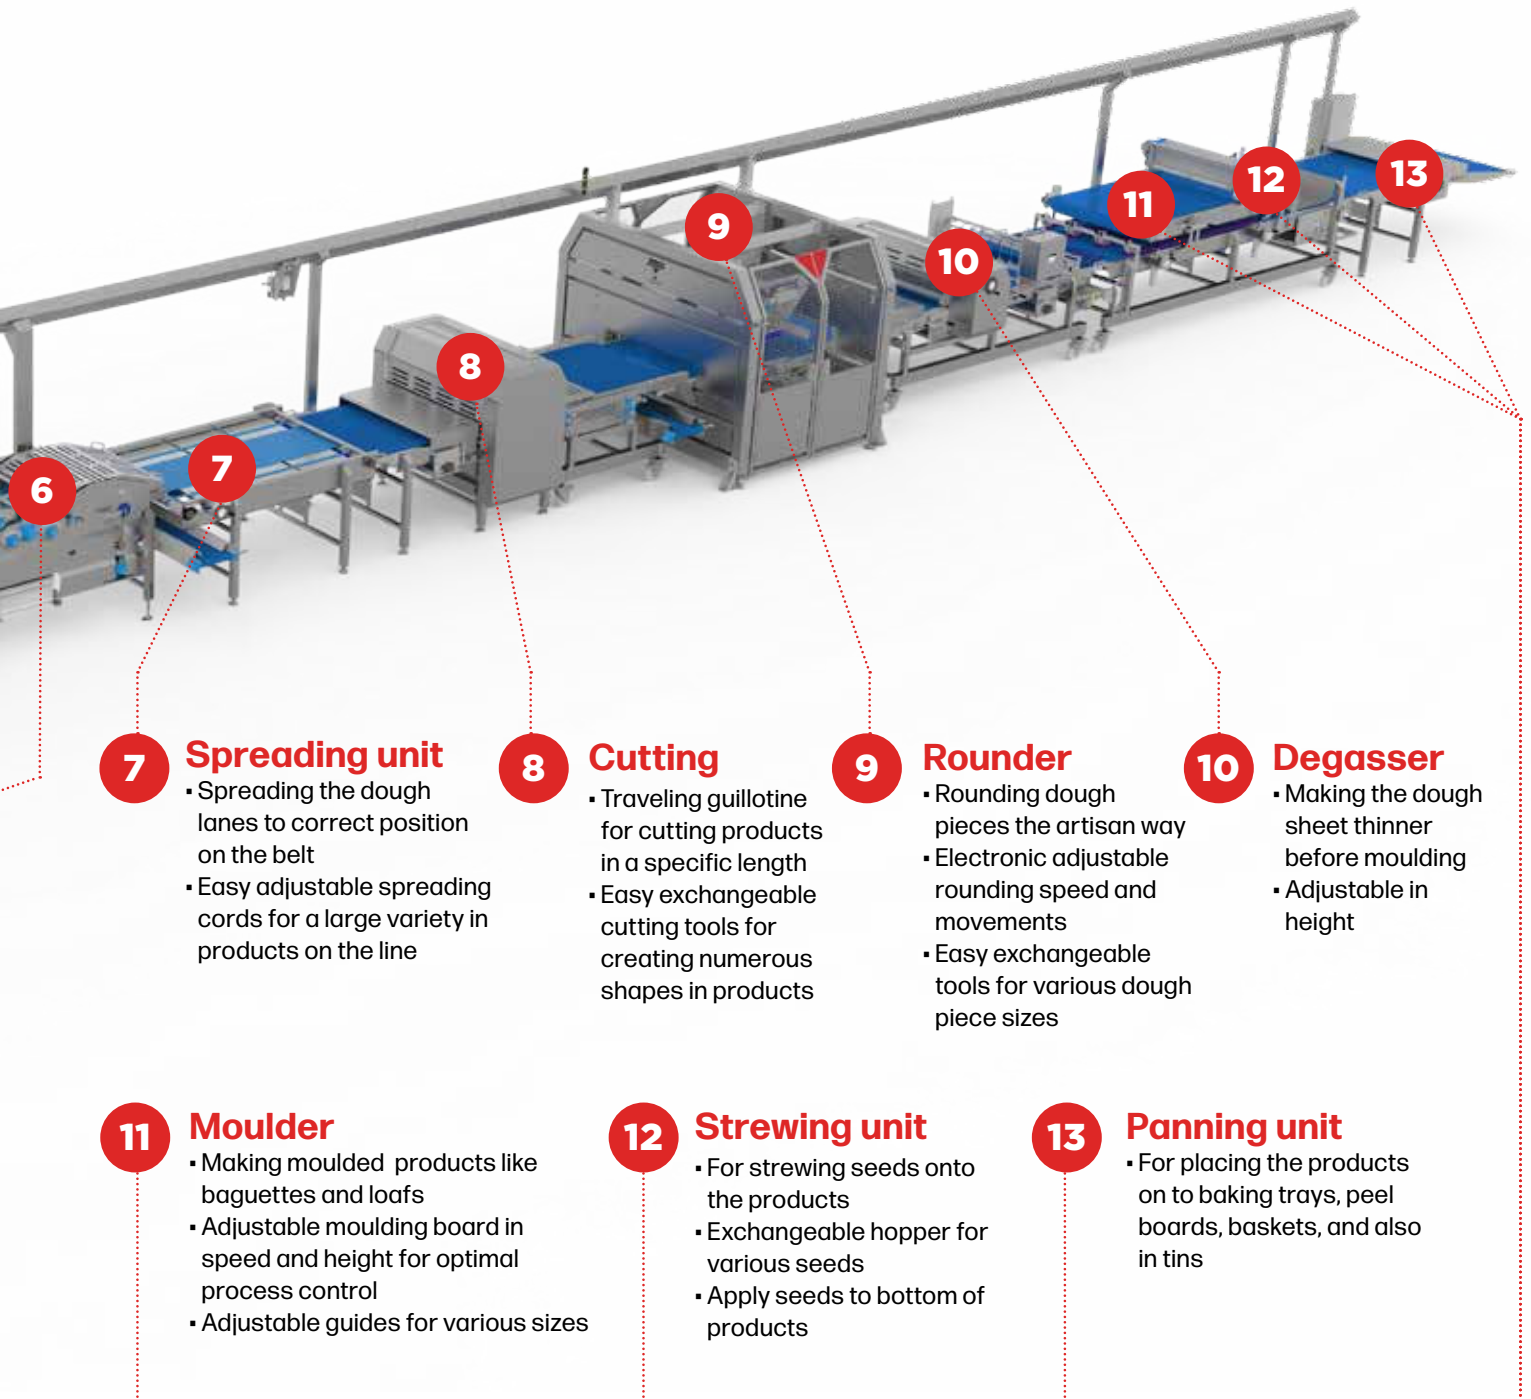 6
7
8
9
10
11
12
13
7
Spreading unit
▪ Spreading the dough
lanes to correct position
on the belt
▪ Easy adjustable spreading
cords for a large variety in
products on the line
8
Cutting
▪ Traveling guillotine
for cutting products
in a specific length
▪ Easy exchangeable
cutting tools for
creating numerous
shapes in products
9
Rounder
▪ Rounding dough
pieces the artisan way
▪ Electronic adjustable
rounding speed and
movements
▪ Easy exchangeable
tools for various dough
piece sizes
10
Degasser
▪ Making the dough
sheet thinner
before moulding
▪ Adjustable in
height
11
Moulder
▪ Making moulded  products like
baguettes and loafs
▪ Adjustable moulding board in
speed and height for optimal
process control
▪ Adjustable guides for various sizes
12
Strewing unit
▪ For strewing seeds onto
the products
▪ Exchangeable hopper for
various seeds
▪ Apply seeds to bottom of
products
13
Panning unit
▪ For placing the products
on to baking trays, peel
boards, baskets, and also
in tins